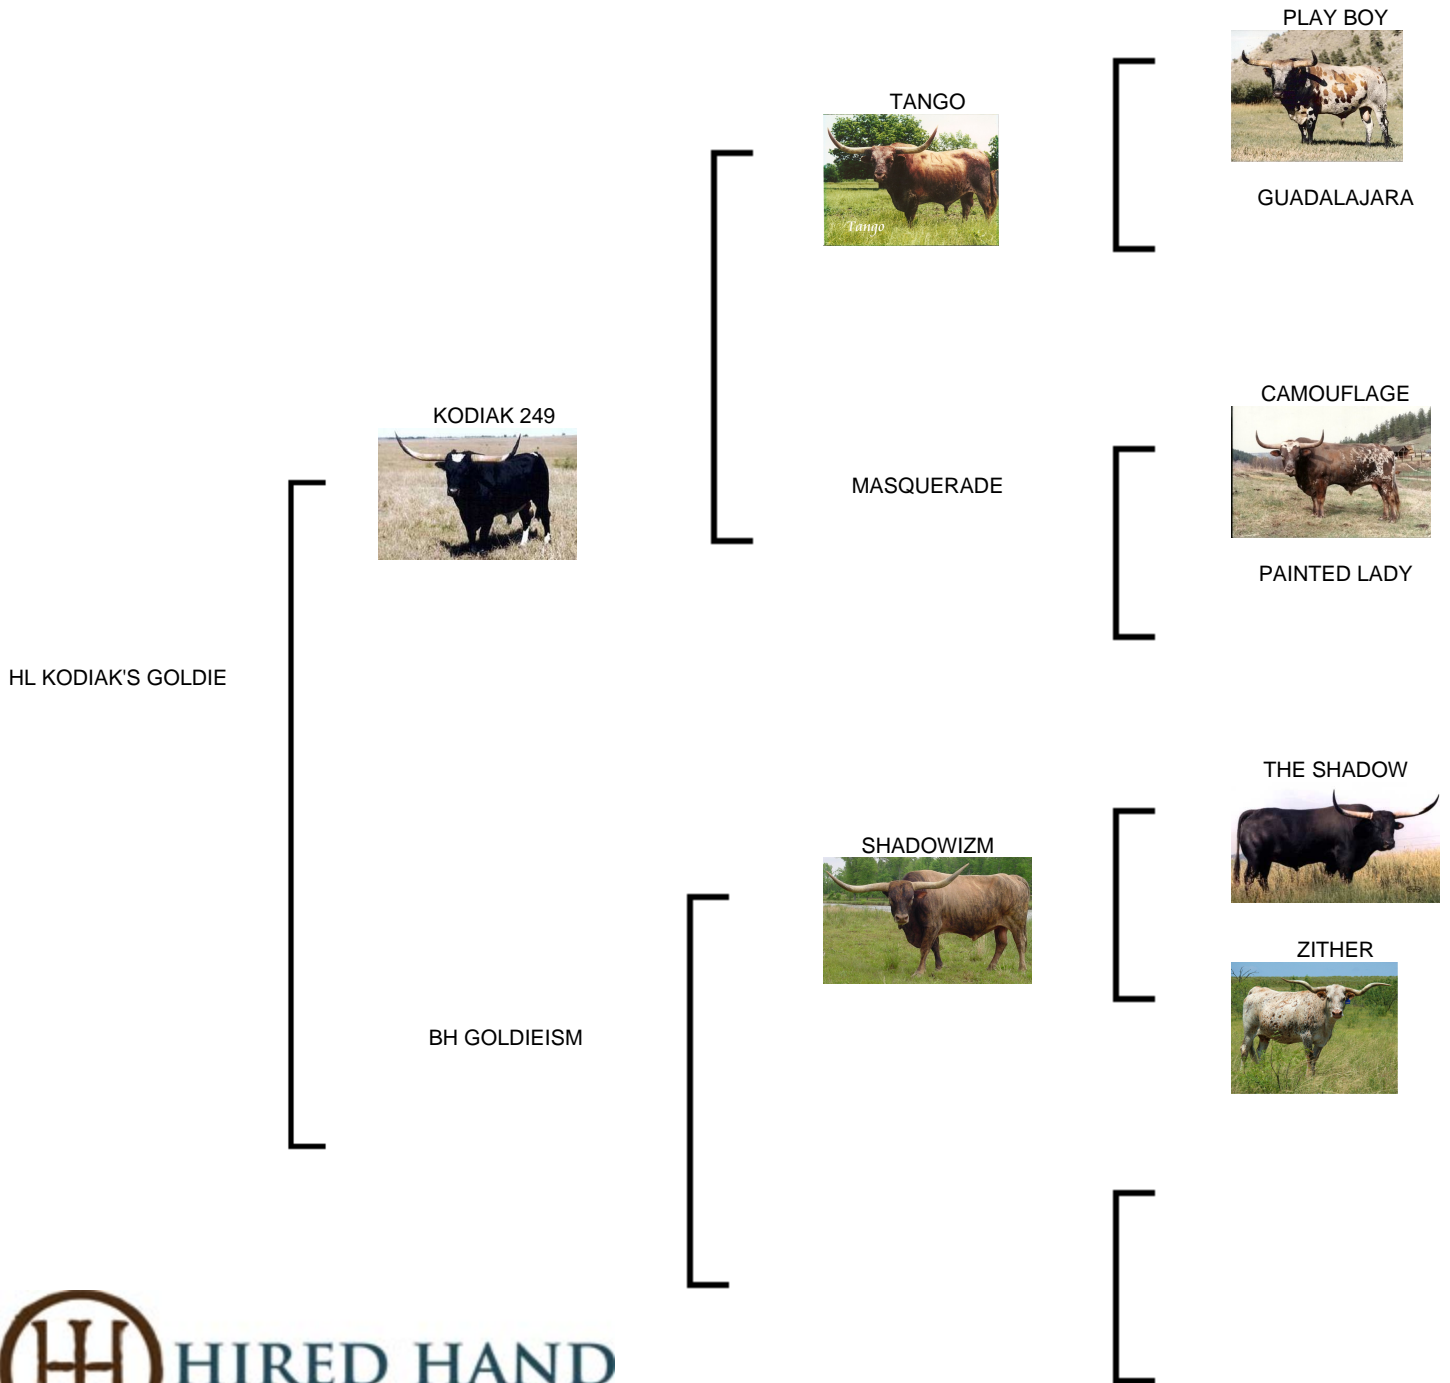 PLAY BOY
TANGO
Tango
GUADALAJARA
CAMOUFLAGE
KODIAK 249
MASQUERADE
PAINTED LADY
HL KODIAK'S GOLDIE
THE SHADOW
SHADOWIZM
ZITHER
BH GOLDIEISM
HIRED HAND